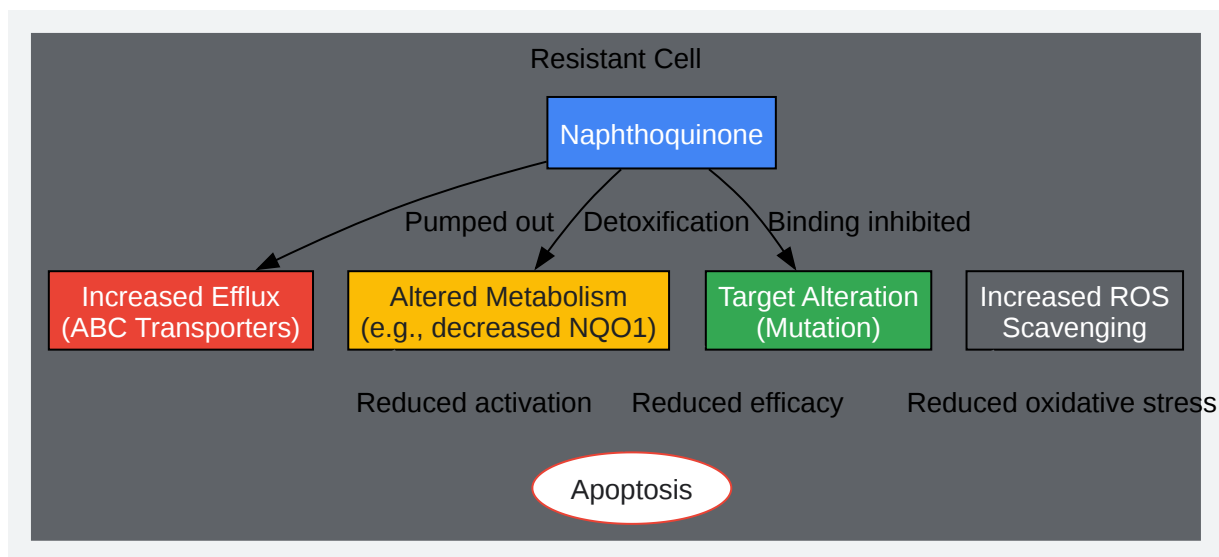 Resistant Cell
Naphthoquinone
Pumped out
Detoxification
Binding inhibited
Increased Efflux
(ABC Transporters)
Altered Metabolism
(e.g., decreased NQO1)
Target Alteration
(Mutation)
Increased ROS
Scavenging
Reduced activation
Reduced efficacy
Reduced oxidative stress
Apoptosis